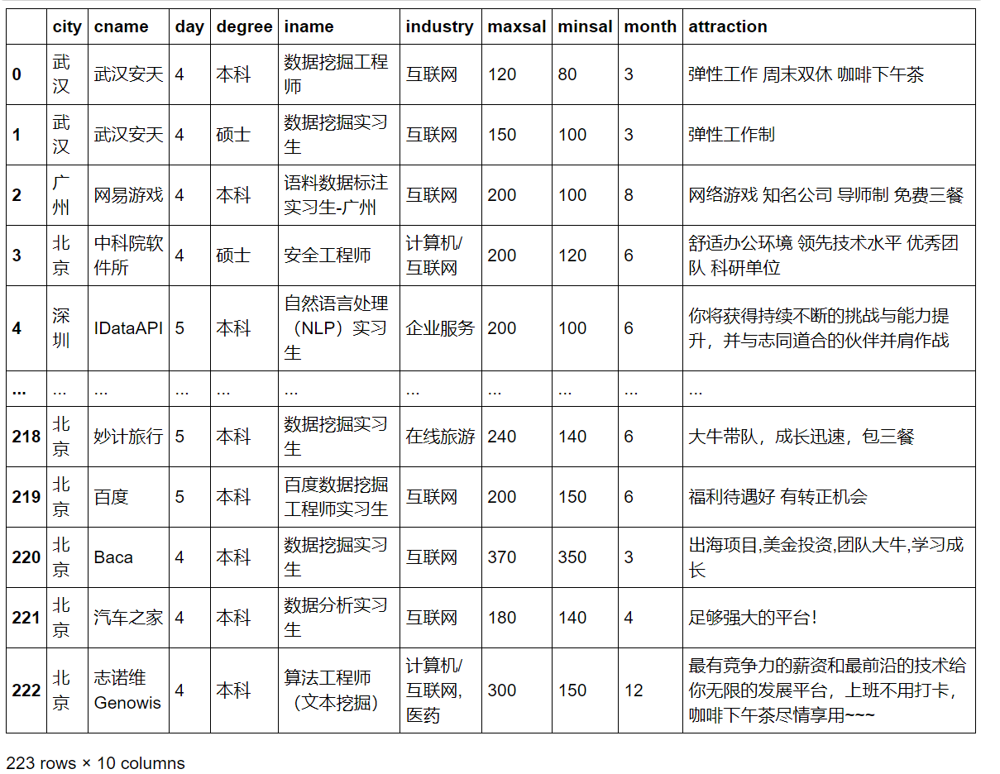 city cname day degree iname industry maxsal minsal month attraction
0 武汉 武汉安天 4 本科 数据挖掘工程师 互联网 120 80 3 弹性工作 周末双休 咖啡下午茶
1 武汉 武汉安天 4 硕士 数据挖掘实习生 互联网 150 100 3 弹性工作制
2 广州 网易游戏 4 本科 语料数据标注实习生-广州 互联网 200 100 8 网络游戏 知名公司 导师制 免费三餐
3 北京 中科院软件所 4 硕士 安全工程师 计算机/互联网 200 120 6 舒适办公环境 领先技术水平 优秀团队 科研单位
4 深圳 IDataAPI 5 本科 自然语言处理（NLP）实习生 企业服务 200 100 6 你将获得持续不断的挑战与能力提升，并与志同道合的伙伴并肩作战
... ... ... ... ... ... ... ... ... ... ...
218 北京 妙计旅行 5 本科 数据挖掘实习生 在线旅游 240 140 6 大牛带队，成长迅速，包三餐
219 北京 百度 5 本科 百度数据挖掘工程师实习生 互联网 200 150 6 福利待遇好 有转正机会
220 北京 Baca 4 本科 数据挖掘实习生 互联网 370 350 3 出海项目,美金投资,团队大牛,学习成长
221 北京 汽车之家 4 本科 数据分析实习生 互联网 180 140 4 足够强大的平台！
222 北京 志诺维Genowis 4 本科 算法工程师（文本挖掘） 计算机/互联网,医药 300 150 12 最有竞争力的薪资和最前沿的技术给你无限的发展平台，上班不用打卡，咖啡下午茶尽情享用~~~
223 rows × 10 columns